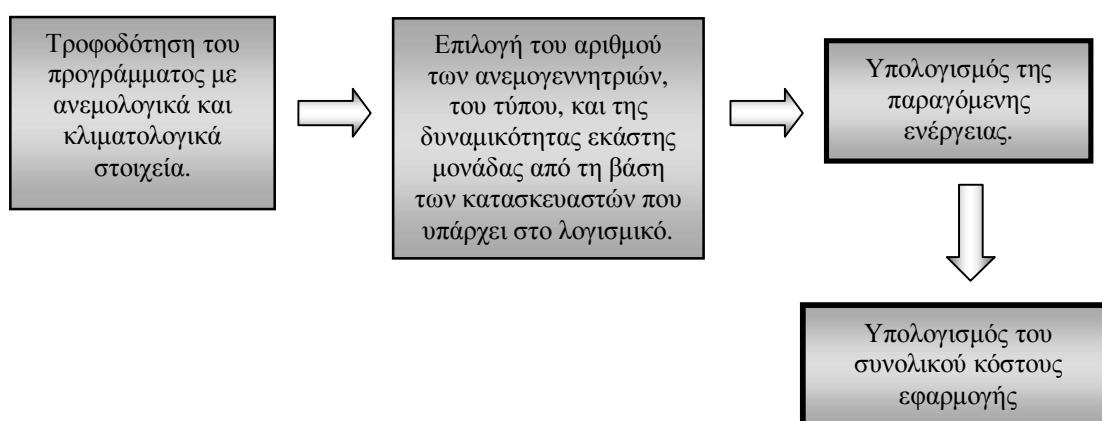 Τροφοδότηση του
προγράμματος με
ανεμολογικά και
κλιματολογικά
στοιχεία.
Επιλογή του αριθμού
των ανεμογεννητριών,
του τύπου, και της
δυναμικότητας εκάστης
μονάδας από τη βάση
των κατασκευαστών που
υπάρχει στο λογισμικό.
Υπολογισμός της
παραγόμενης
ενέργειας.
Υπολογισμός του
συνολικού κόστους
εφαρμογής